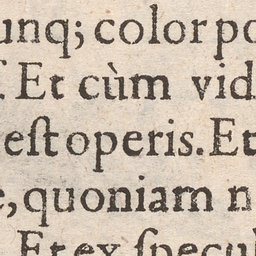 unq; color po
. Et cùm vid
est operis. Et
e, quoniam n
Et ex specul